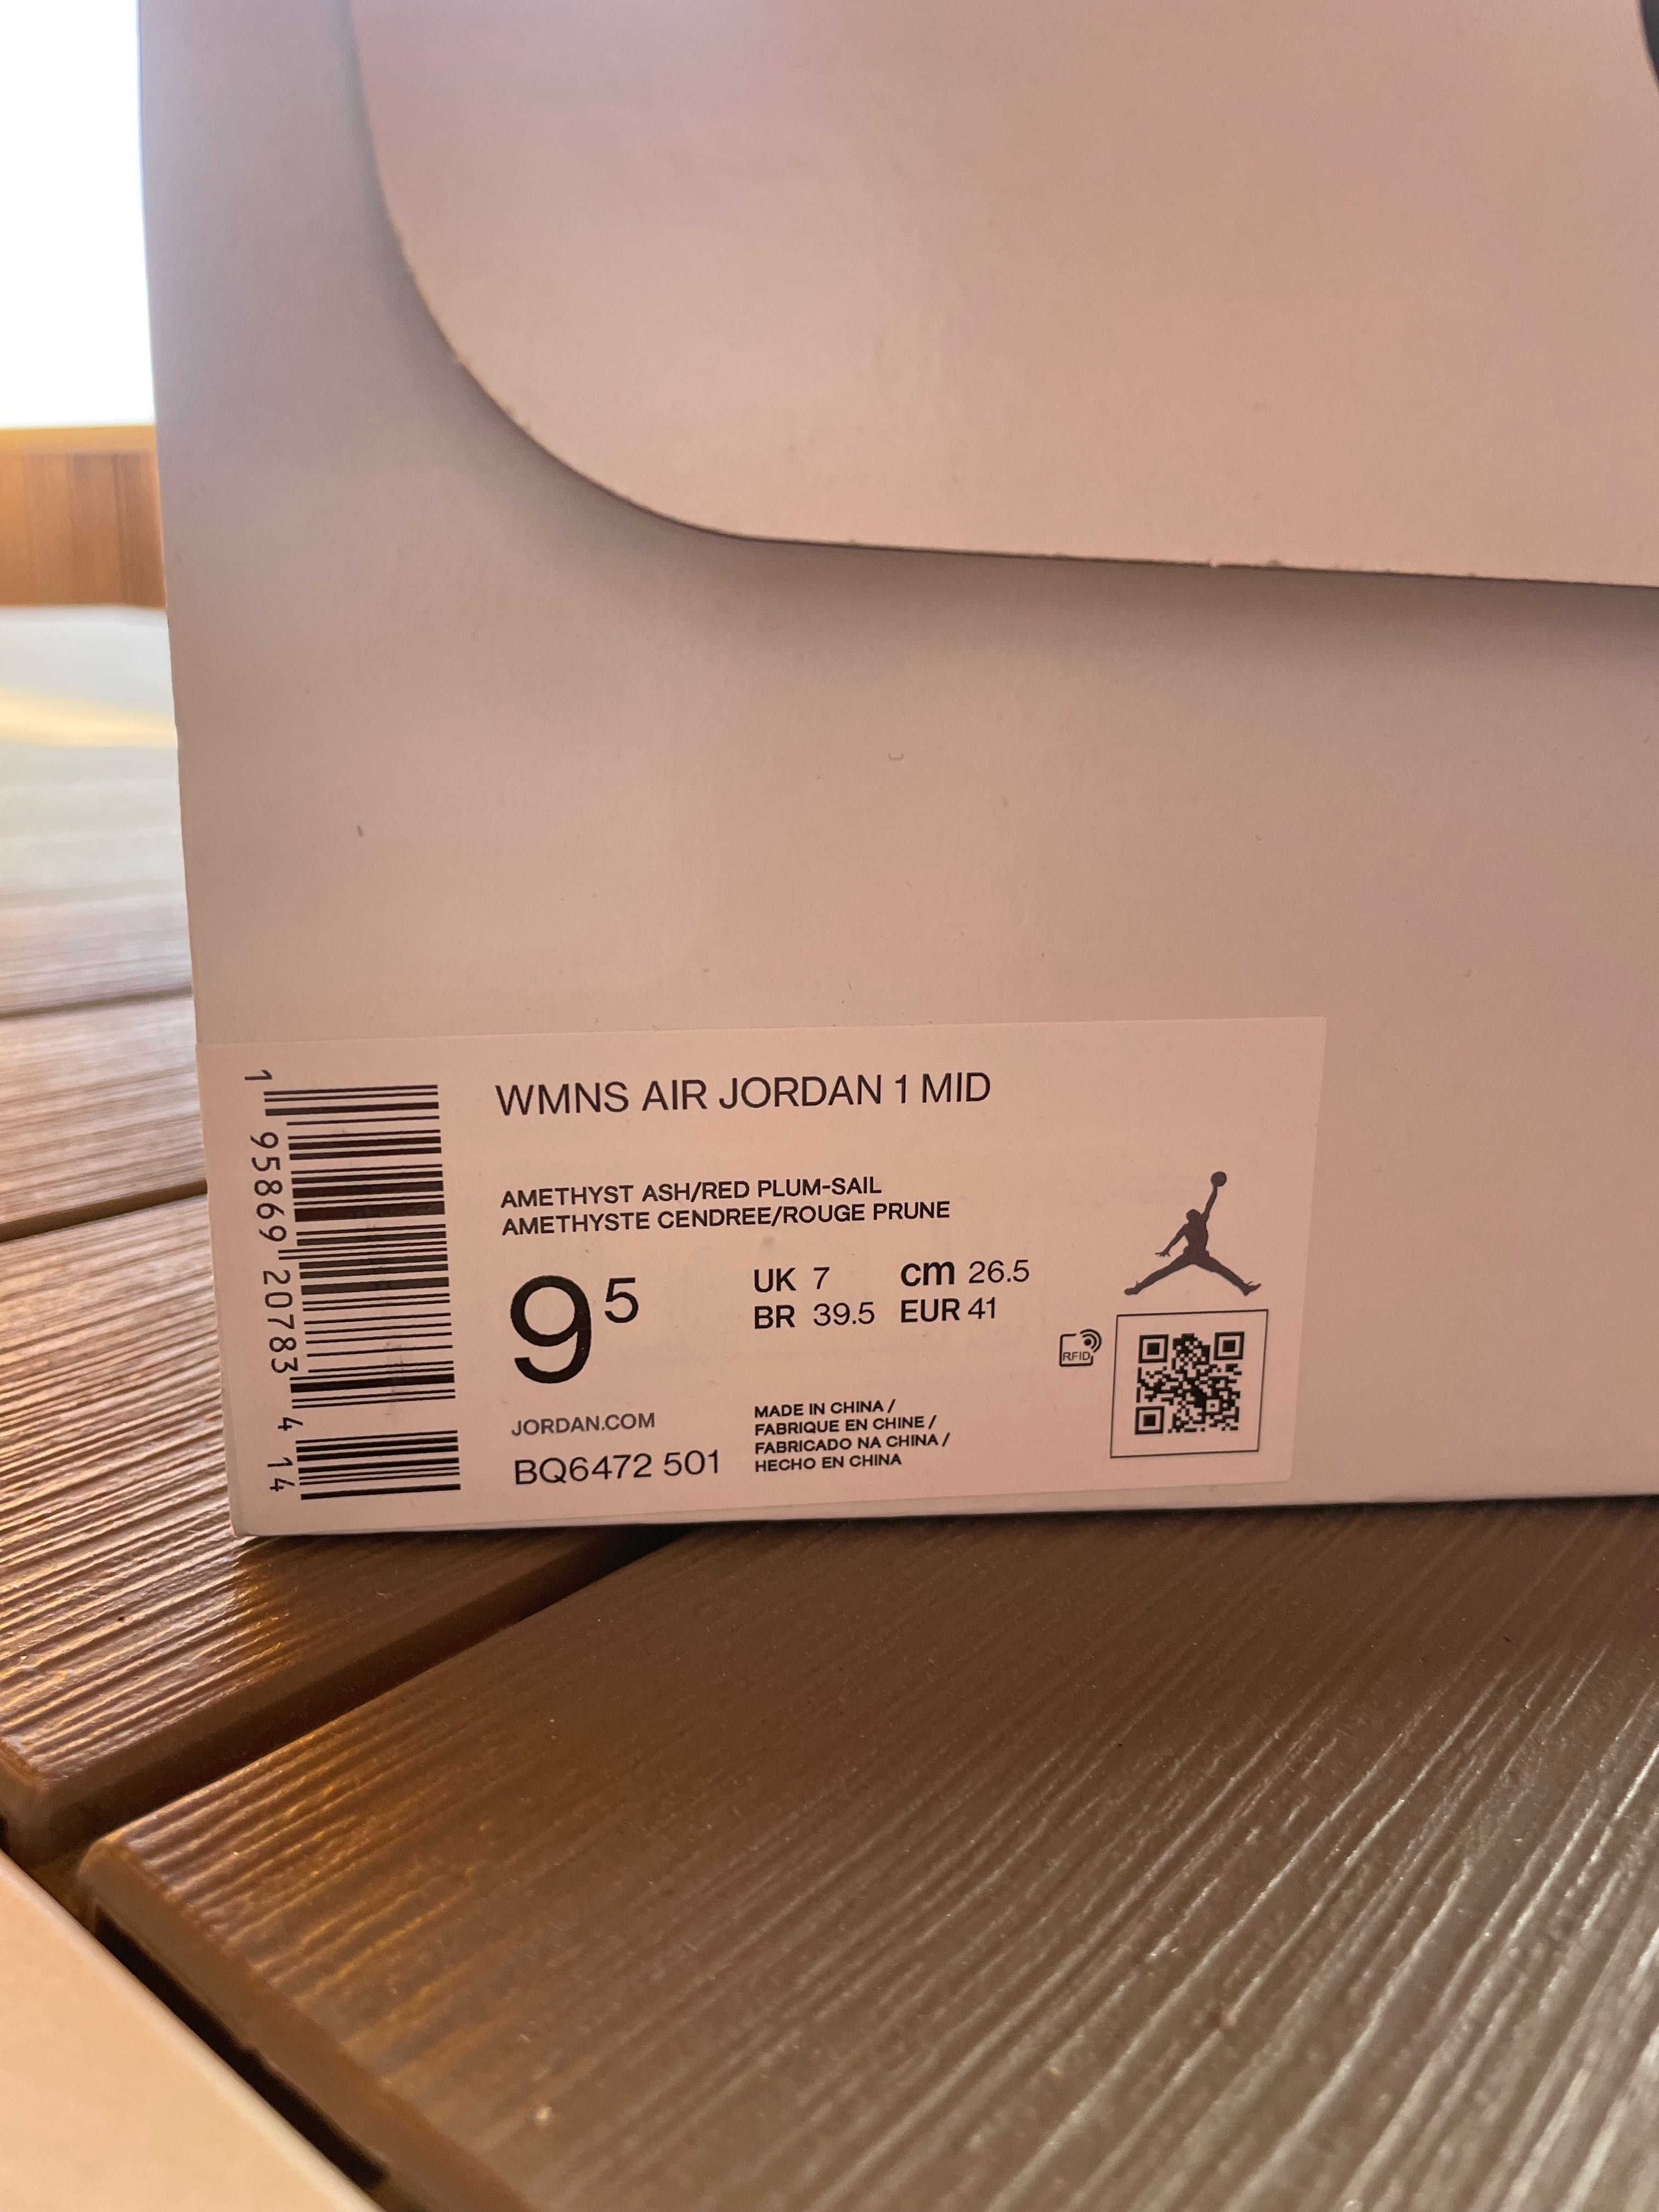 WMNS AIR JORDAN 1 MID
AMETHYST ASH/RED PLUM-SAIL
AMETHYSTE CENDREE/ROUGE PRUNE
9 5
UK 7 cm 26.5
BR 39.5 EUR 41
RFID
JORDAN.COM
BQ6472 501
MADE IN CHINA /
FABRIQUE EN CHINE /
FABRICADO NA CHINA /
HECHO EN CHINA
1 95869 20783 4 14